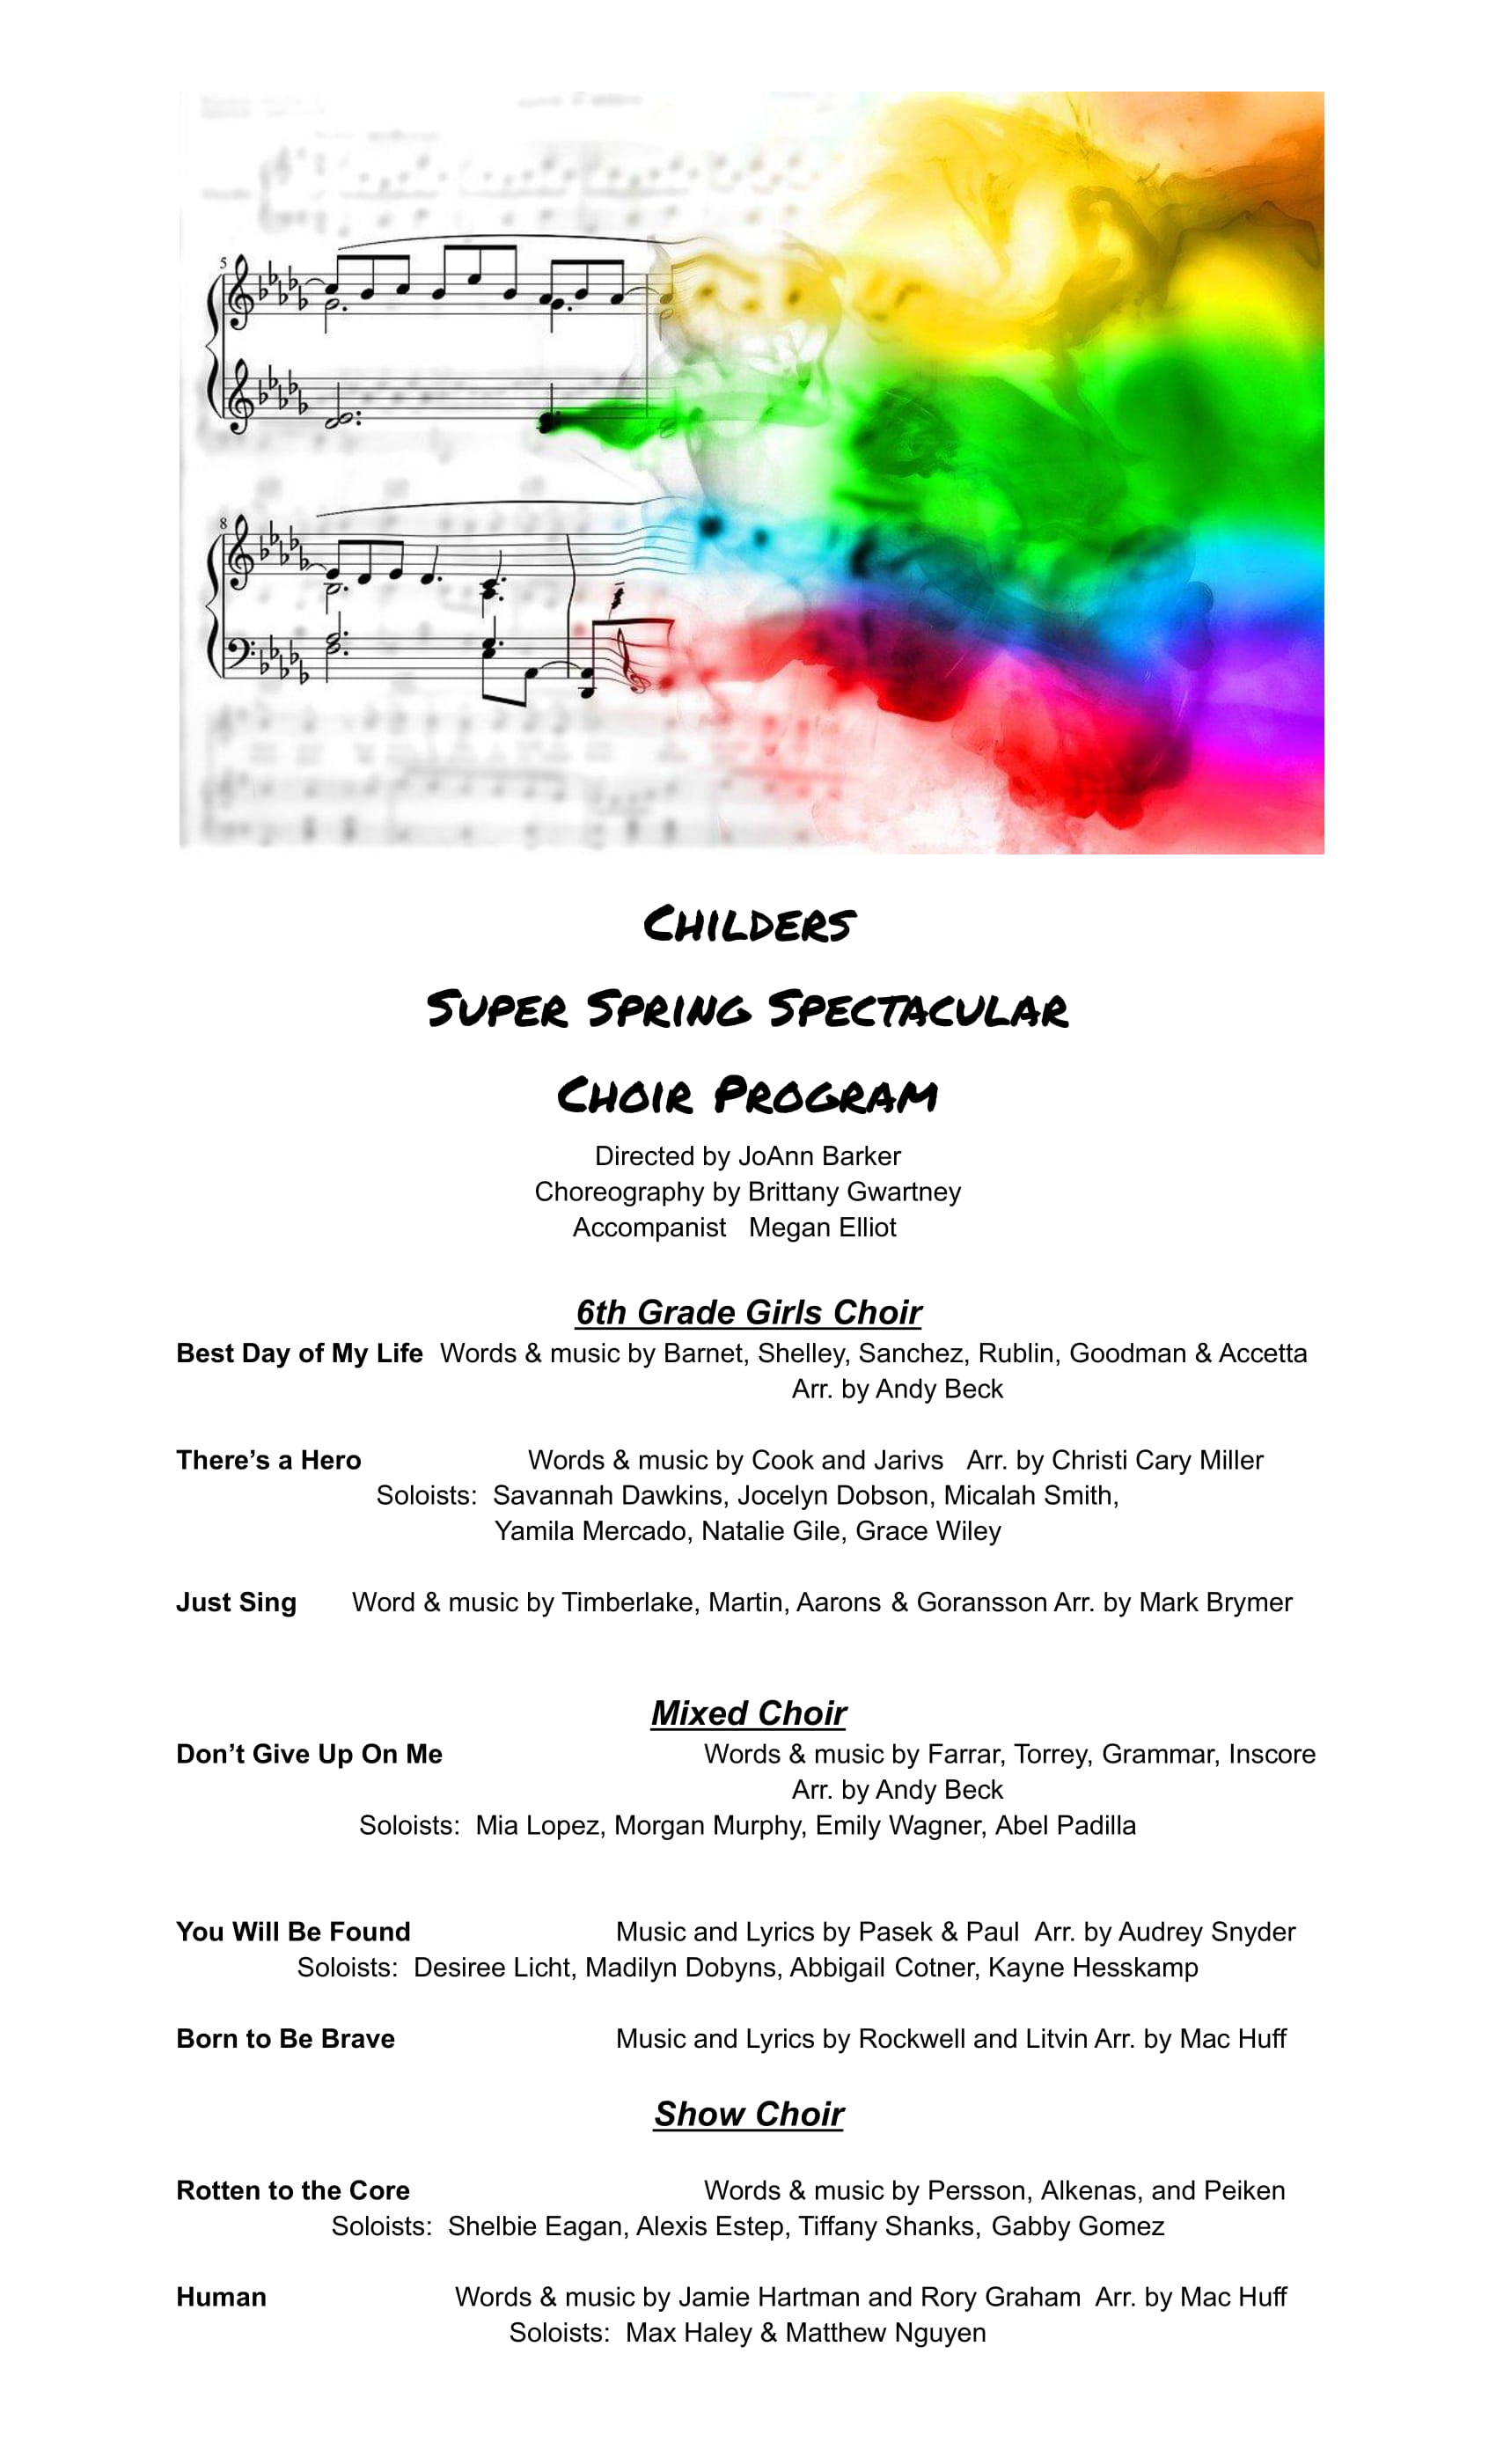 5
8
Childers
Super Spring Spectacular
Choir Program
Directed by JoAnn Barker
Choreography by Brittany Gwartney
Accompanist Megan Elliot
6th Grade Girls Choir
Best Day of My Life Words & music by Barnet, Shelley, Sanchez, Rublin, Goodman & Accetta
Arr. by Andy Beck
There’s a Hero Words & music by Cook and Jarivs Arr. by Christi Cary Miller
Soloists: Savannah Dawkins, Jocelyn Dobson, Micalah Smith,
Yamila Mercado, Natalie Gile, Grace Wiley
Just Sing Word & music by Timberlake, Martin, Aarons & Goransson Arr. by Mark Brymer
Mixed Choir
Don’t Give Up On Me Words & music by Farrar, Torrey, Grammar, Inscore
Arr. by Andy Beck
Soloists: Mia Lopez, Morgan Murphy, Emily Wagner, Abel Padilla
You Will Be Found Music and Lyrics by Pasek & Paul Arr. by Audrey Snyder
Soloists: Desiree Licht, Madilyn Dobyns, Abbigail Cotner, Kayne Hesskamp
Born to Be Brave Music and Lyrics by Rockwell and Litvin Arr. by Mac Huff
Show Choir
Rotten to the Core Words & music by Persson, Alkenas, and Peiken
Soloists: Shelbie Eagan, Alexis Estep, Tiffany Shanks, Gabby Gomez
Human Words & music by Jamie Hartman and Rory Graham Arr. by Mac Huff
Soloists: Max Haley & Matthew Nguyen